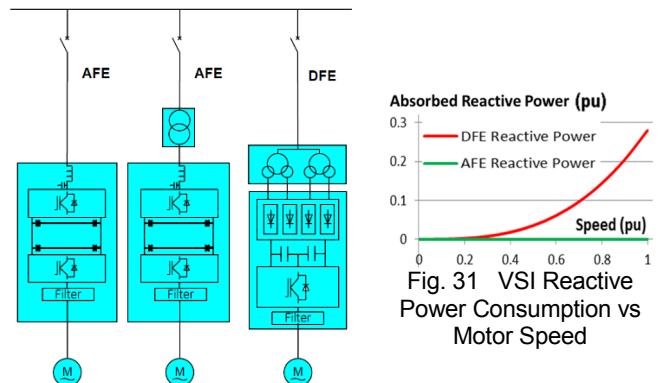 AFE
AFE
DFE
Filter
Filter
Filter
M
M
M
Absorbed Reactive Power (pu)
0.3
DFE Reactive Power
0.2
AFE Reactive Power
0.1
Speed (pu)
0
0 0.2 0.4 0.6 0.8 1
Fig. 31 VSI Reactive
Power Consumption vs
Motor Speed